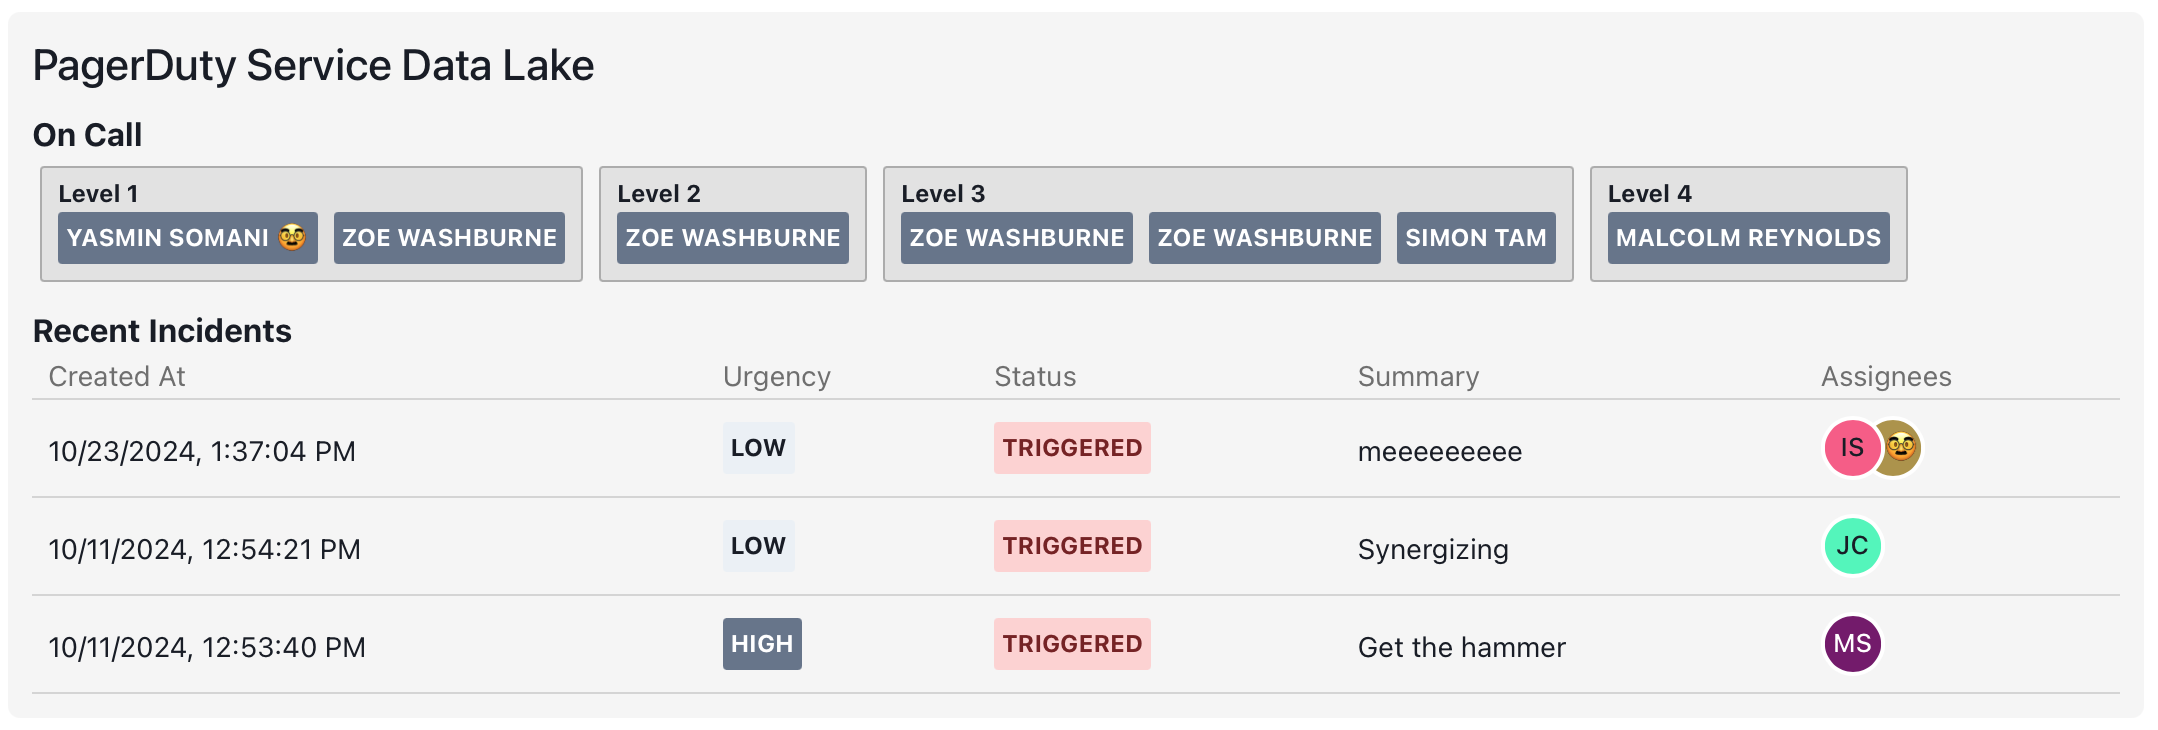 PagerDuty Service Data Lake
On Call
Level 1
YASMIN SOMANI 🥸 ZOE WASHBURNE
Level 2
ZOE WASHBURNE
Level 3
ZOE WASHBURNE ZOE WASHBURNE SIMON TAM
Level 4
MALCOLM REYNOLDS
Recent Incidents
Created At Urgency Status Summary Assignees
10/23/2024, 1:37:04 PM LOW TRIGGERED meeeeeeeee IS 🥸
10/11/2024, 12:54:21 PM LOW TRIGGERED Synergizing JC
10/11/2024, 12:53:40 PM HIGH TRIGGERED Get the hammer MS